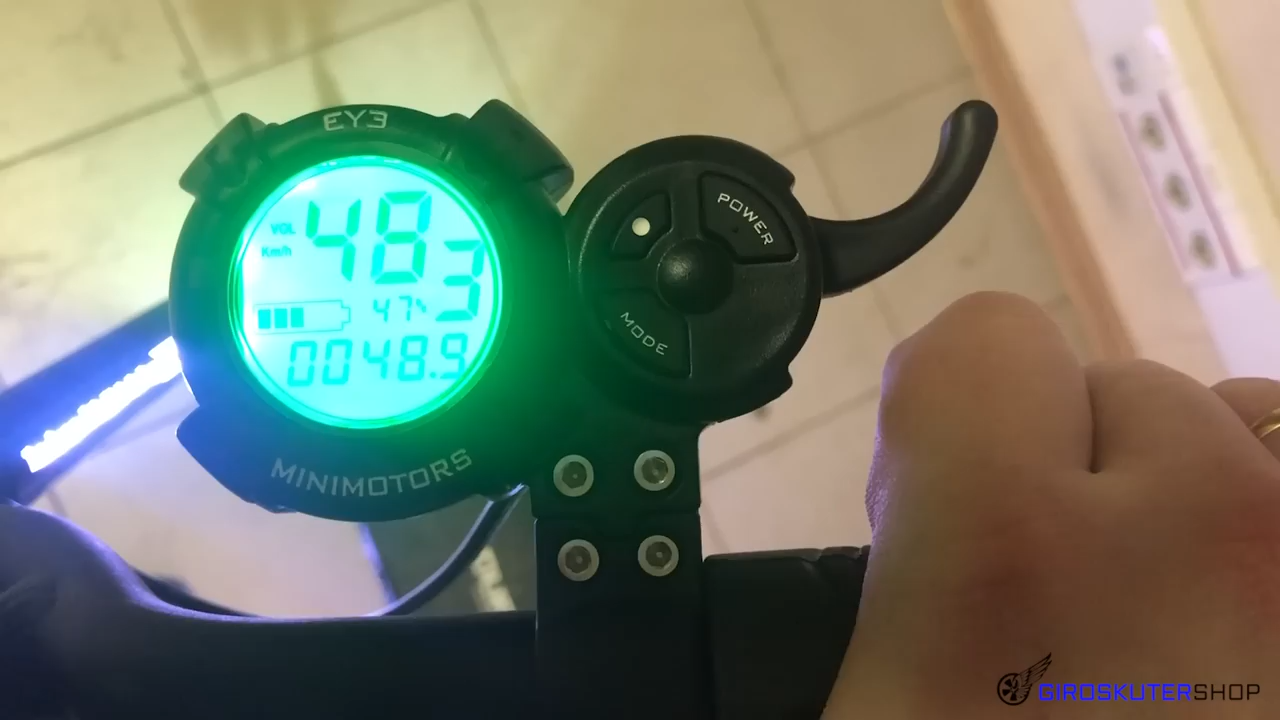 EY3
VOL
Km/h
48
3
47%
0048.9
MINIMOTORS
POWER
MODE
GIROSKUTERSHOP